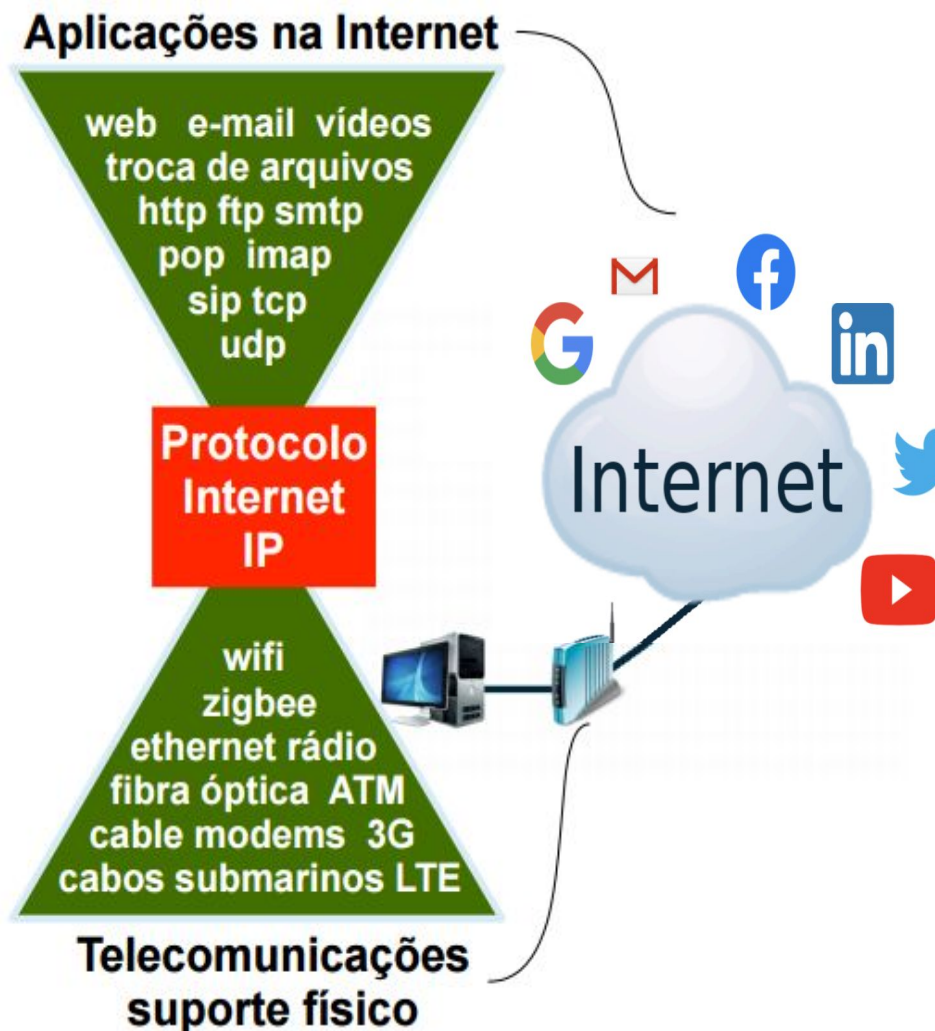 Aplicações na Internet
web e-mail vídeos
troca de arquivos
http ftp smtp
pop imap
sip tcp
udp
Protocolo
Internet
IP
wifi
zigbee
ethernet rádio
fibra óptica ATM
cable modems 3G
cabos submarinos LTE
Telecomunicações
suporte físico
in
Internet